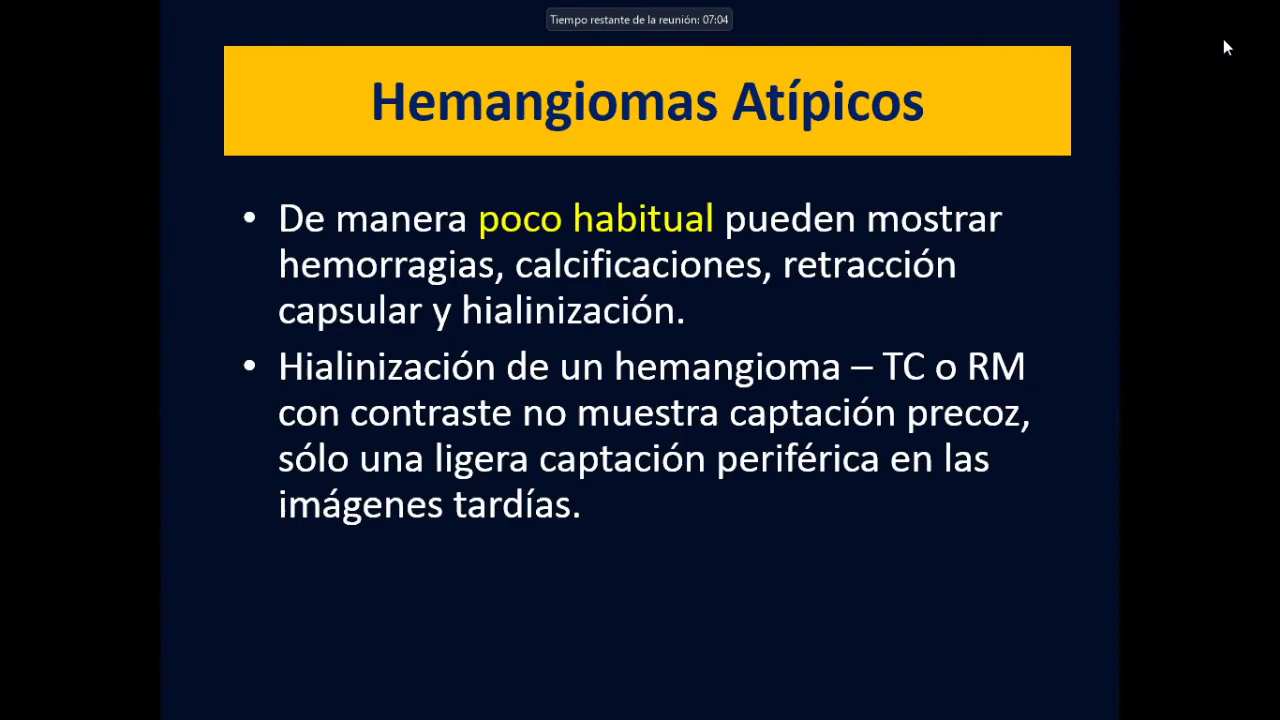 Tiempo restante de la reunión: 07:04
Hemangiomas Atípicos
• De manera poco habitual pueden mostrar
hemorragias, calcificaciones, retracción
capsular y hialinización.
• Hialinización de un hemangioma – TC o RM
con contraste no muestra captación precoz,
sólo una ligera captación periférica en las
imágenes tardías.